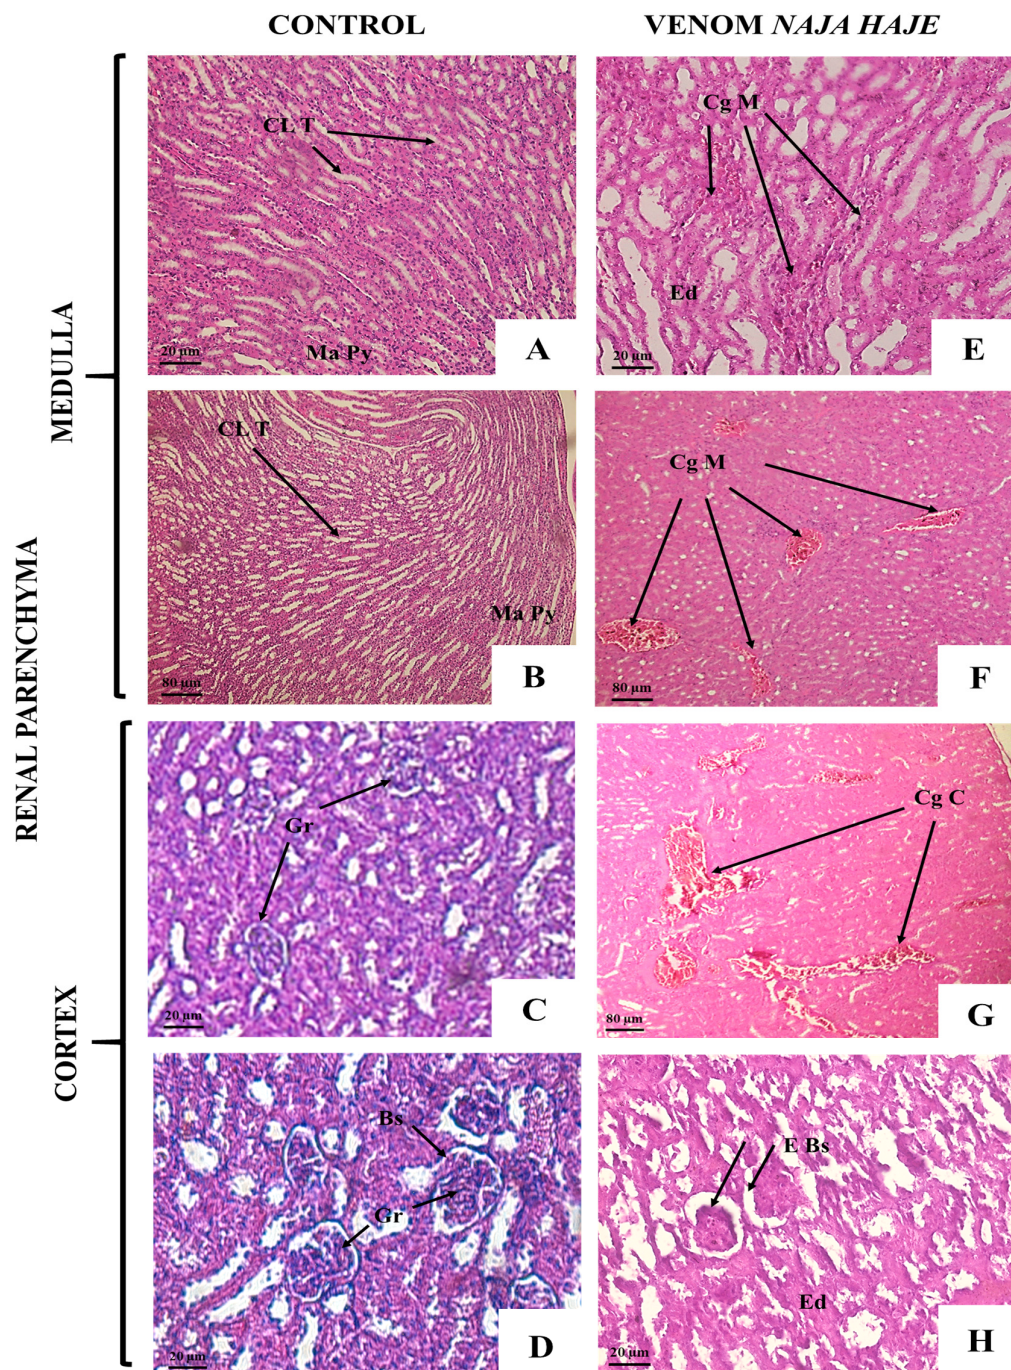 CONTROL
VENOM NAJA HAJE
RENAL PARENCHYMA
MEDULLA
CORTEX
CL T
Ma Py
20 µm
A
Cg M
Ed
20 µm
E
CL T
Ma Py
80 µm
B
Cg M
80 µm
F
Gr
20 µm
C
Cg C
80 µm
G
Bs
Gr
20 µm
D
E Bs
Ed
20 µm
H